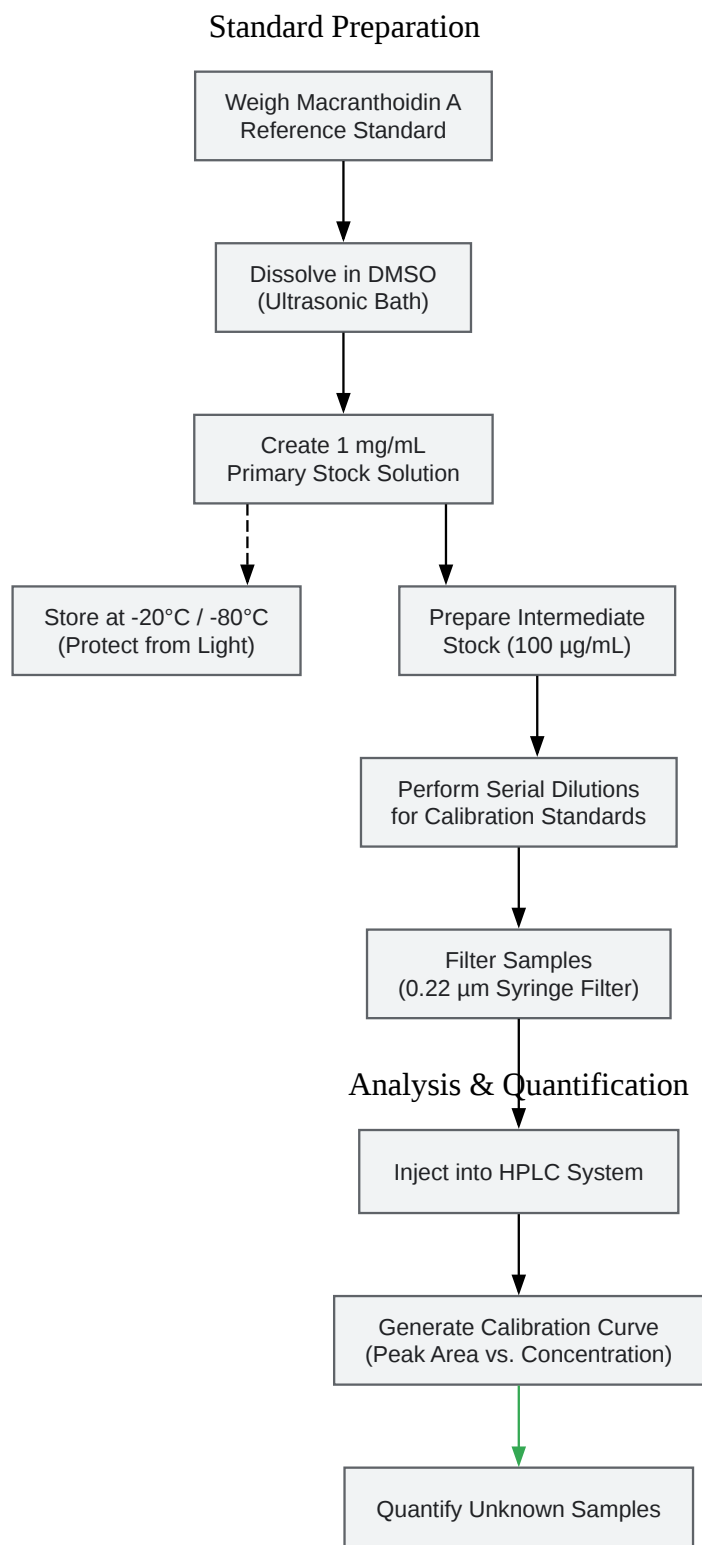 Standard Preparation
Weigh Macranthoidin A
Reference Standard
Dissolve in DMSO
(Ultrasonic Bath)
Create 1 mg/mL
Primary Stock Solution
Store at -20°C / -80°C
(Protect from Light)
Prepare Intermediate
Stock (100 µg/mL)
Perform Serial Dilutions
for Calibration Standards
Filter Samples
(0.22 µm Syringe Filter)
Analysis & Quantification
Inject into HPLC System
Generate Calibration Curve
(Peak Area vs. Concentration)
Quantify Unknown Samples